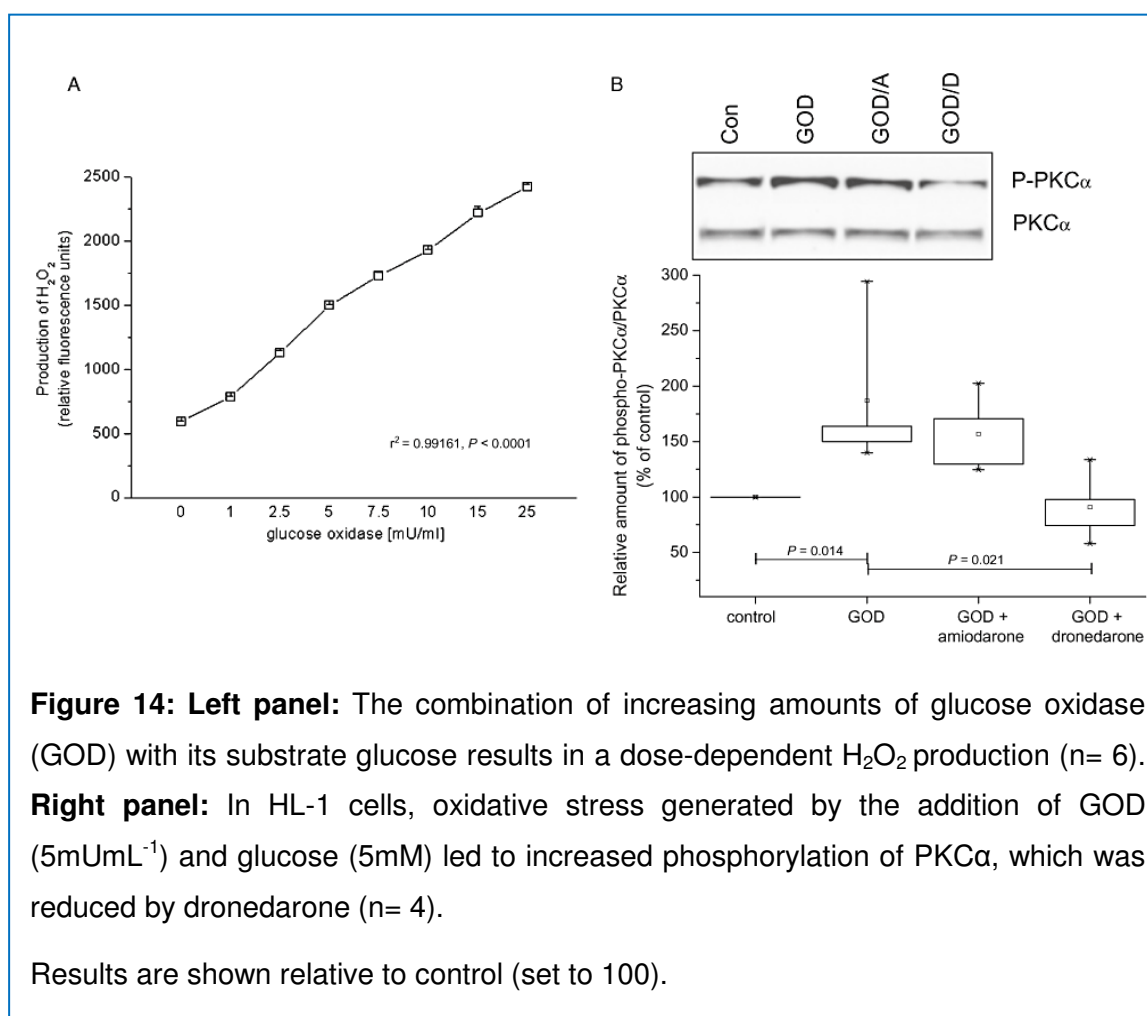 A
Production of H₂O₂
(relative fluorescence units)
2500
2000
1500
1000
500
0
r² = 0.99161, P < 0.0001
0 1 2.5 5 7.5 10 15 25
glucose oxidase [mU/ml]
B
Con GOD GOD/A GOD/D
P-PKCα
PKCα
Relative amount of phospho-PKCα/PKCα
(% of control)
300
250
200
150
100
50
P = 0.014
P = 0.021
control GOD GOD + GOD +
amiodarone dronedarone
Figure 14: Left panel: The combination of increasing amounts of glucose oxidase
(GOD) with its substrate glucose results in a dose-dependent H₂O₂ production (n= 6).
Right panel: In HL-1 cells, oxidative stress generated by the addition of GOD
(5mUmL⁻¹) and glucose (5mM) led to increased phosphorylation of PKCα, which was
reduced by dronedarone (n= 4).
Results are shown relative to control (set to 100).